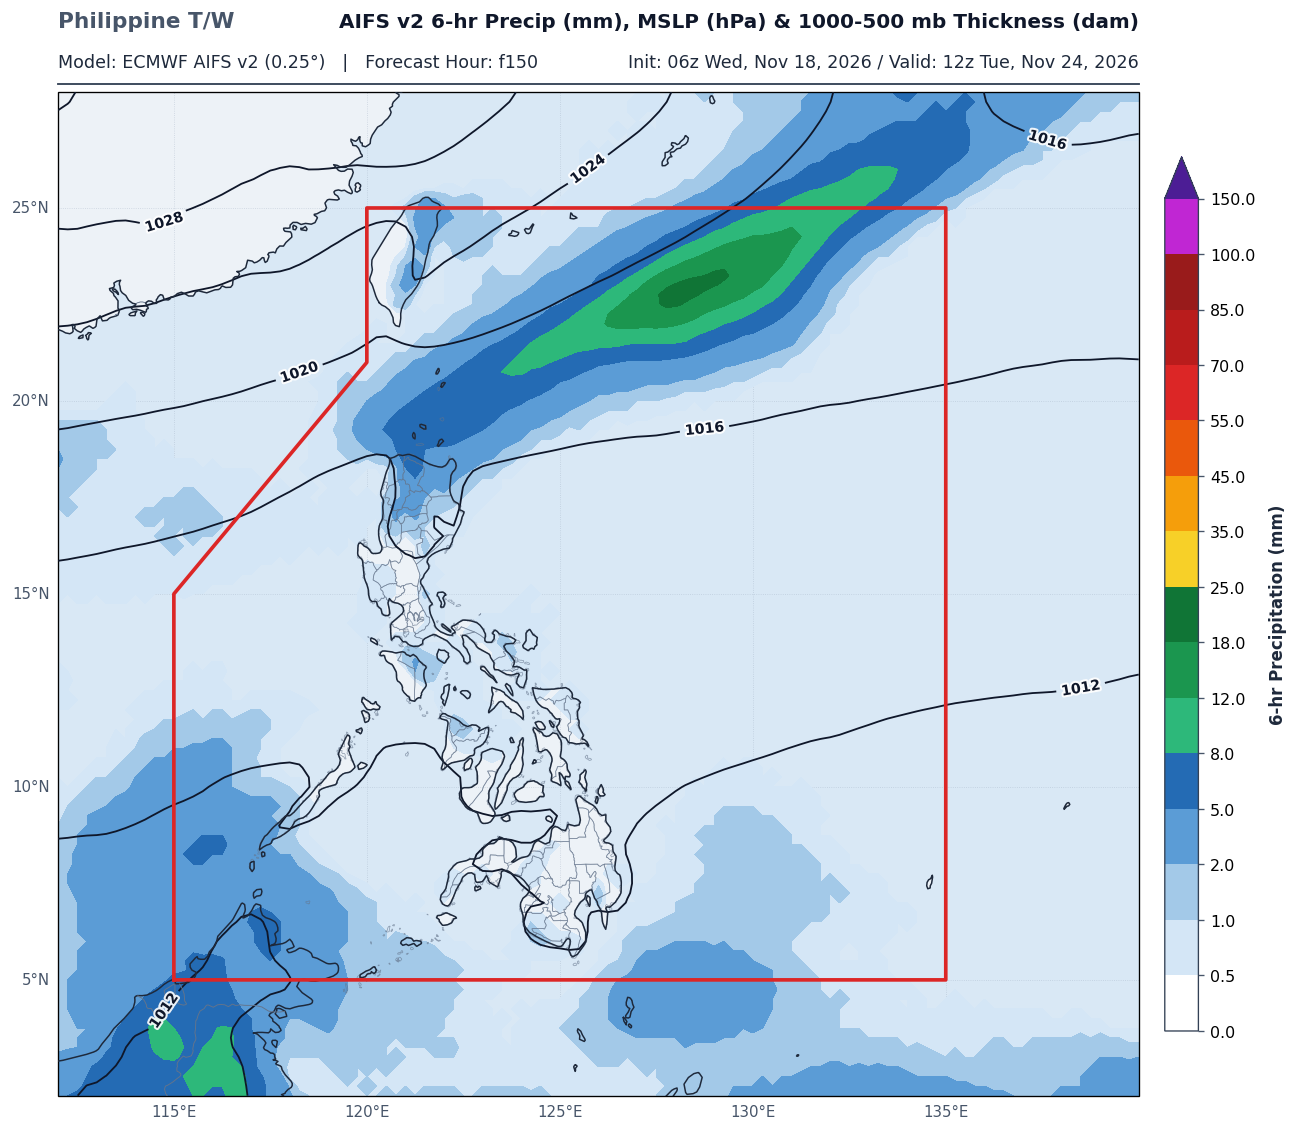 Philippine T/W
AIFS v2 6-hr Precip (mm), MSLP (hPa) & 1000-500 mb Thickness (dam)
Model: ECMWF AIFS v2 (0.25°) | Forecast Hour: f150
Init: 06z Wed, Nov 18, 2026 / Valid: 12z Tue, Nov 24, 2026
1016
1024
1028
1020
1016
1012
1012
25°N
20°N
15°N
10°N
5°N
115°E
120°E
125°E
130°E
135°E
150.0
100.0
85.0
70.0
55.0
45.0
35.0
25.0
18.0
12.0
8.0
5.0
2.0
1.0
0.5
0.0
6-hr Precipitation (mm)